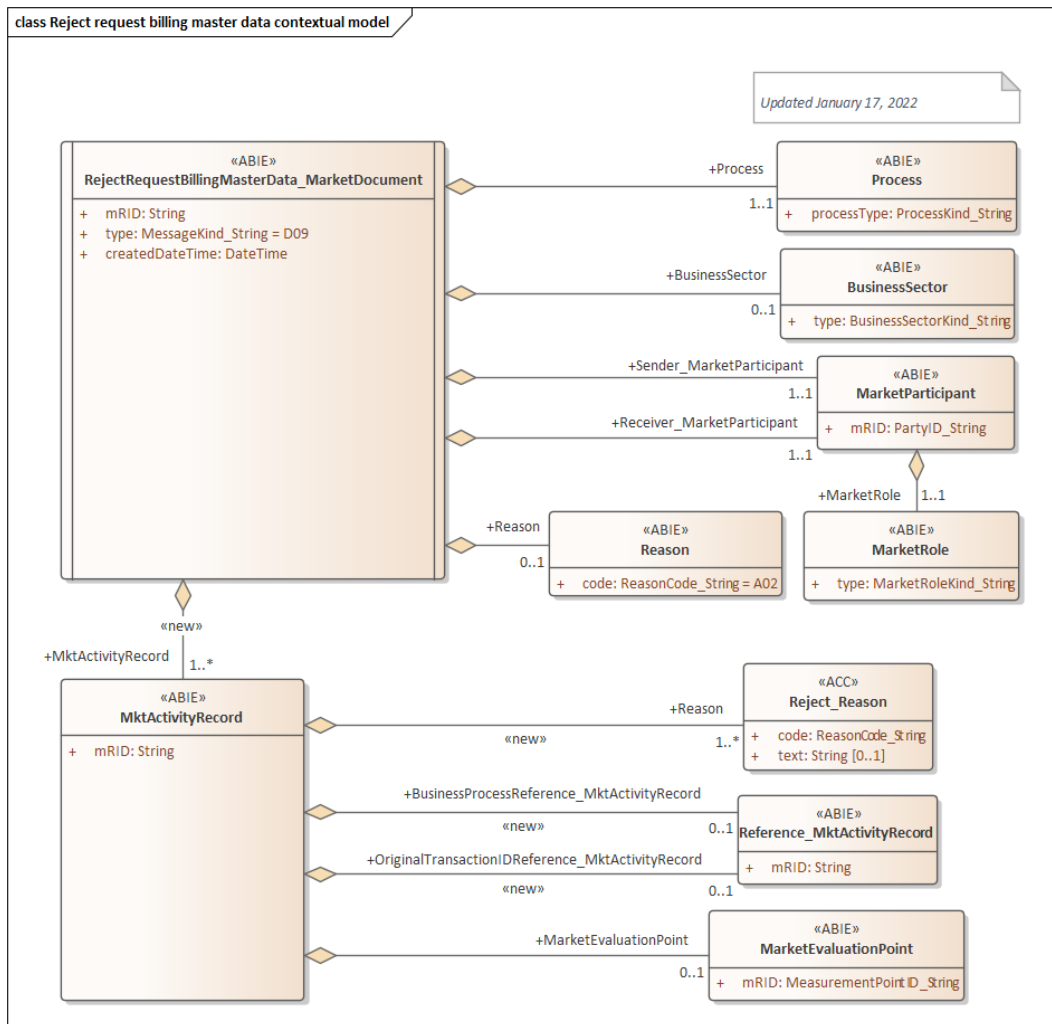 class Reject request billing master data contextual model
Updated January 17, 2022
«ABIE»
RejectRequestBillingMasterData_MarketDocument
+ mRID: String
+ type: MessageKind_String = D09
+ createdDateTime: DateTime
+Process
1..1
«ABIE»
Process
+ processType: ProcessKind_String
+BusinessSector
0..1
«ABIE»
BusinessSector
+ type: BusinessSectorKind_String
+Sender_MarketParticipant
1..1
+Receiver_MarketParticipant
1..1
«ABIE»
MarketParticipant
+ mRID: PartyID_String
+MarketRole
1..1
«ABIE»
MarketRole
+ type: MarketRoleKind_String
+Reason
0..1
«ABIE»
Reason
+ code: ReasonCode_String = A02
«new»
+MktActivityRecord
1..*
«ABIE»
MktActivityRecord
+ mRID: String
+Reason
«new»
1..*
«ACC»
Reject_Reason
+ code: ReasonCode_String
+ text: String [0..1]
+BusinessProcessReference_MktActivityRecord
«new»
0..1
+OriginalTransactionIDReference_MktActivityRecord
«new»
0..1
«ABIE»
Reference_MktActivityRecord
+ mRID: String
+MarketEvaluationPoint
0..1
«ABIE»
MarketEvaluationPoint
+ mRID: MeasurementPointID_String